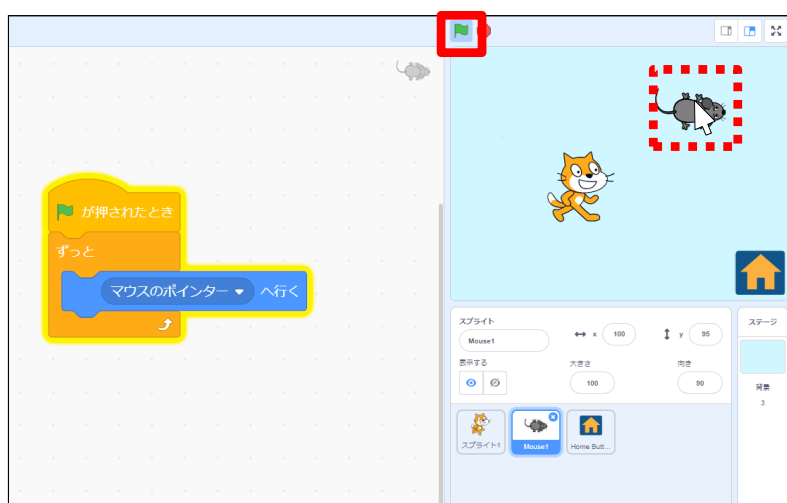 が押されたとき
ずっと
マウスのポインター へ行く
スプライト
Mouse1
x 100
y 95
表示する
大きさ
100
向き
90
スプライト1
Mouse1
Home Butt...
ステージ
背景
3